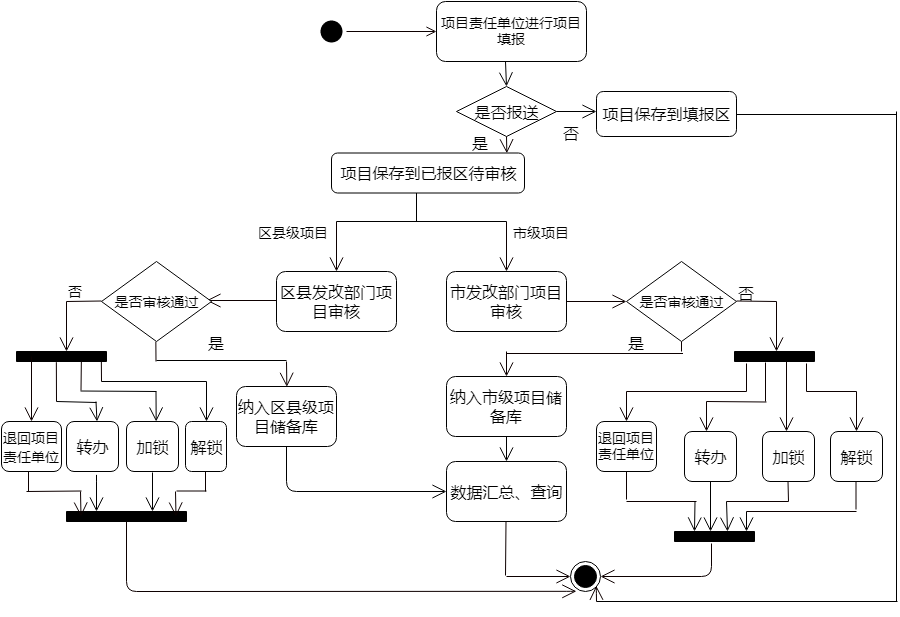 项目责任单位进行项目
填报
是否报送
项目保存到填报区
否
是
项目保存到已报区待审核
区县级项目
市级项目
否
是否审核通过
区县发改部门项
目审核
市发改部门项目
审核
是否审核通过
否
是
是
纳入区县级项
目储备库
纳入市级项目储
备库
退回项目
责任单位
转办
加锁
解锁
退回项目
责任单位
转办
加锁
解锁
数据汇总、查询